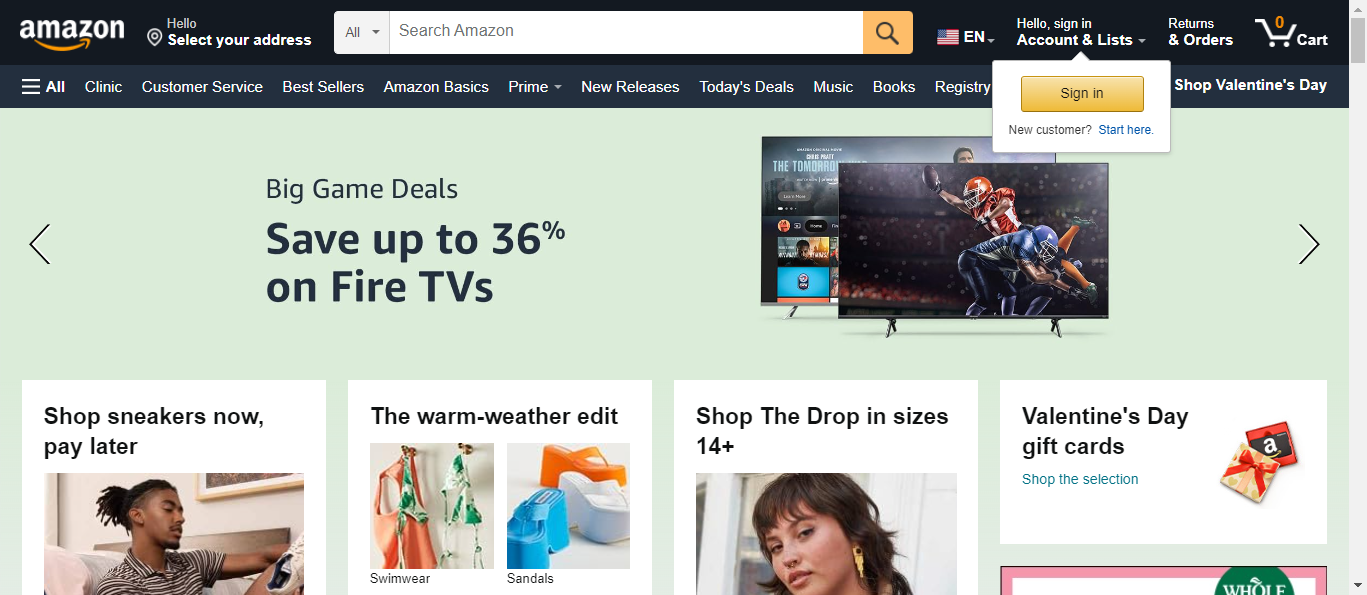 amazon
Hello
Select your address
All
Search Amazon
EN
Hello, sign in
Account & Lists
Returns
& Orders
0
Cart
All
Clinic
Customer Service
Best Sellers
Amazon Basics
Prime
New Releases
Today's Deals
Music
Books
Registry
Shop Valentine's Day
Sign in
New customer? Start here.
Big Game Deals
Save up to 36%
on Fire TVs
CHRIS PRATT
THE TOMORROW WAR
Home
Shop sneakers now,
pay later
The warm-weather edit
Swimwear
Sandals
Shop The Drop in sizes
14+
Valentine's Day
gift cards
Shop the selection
a
WHOLE